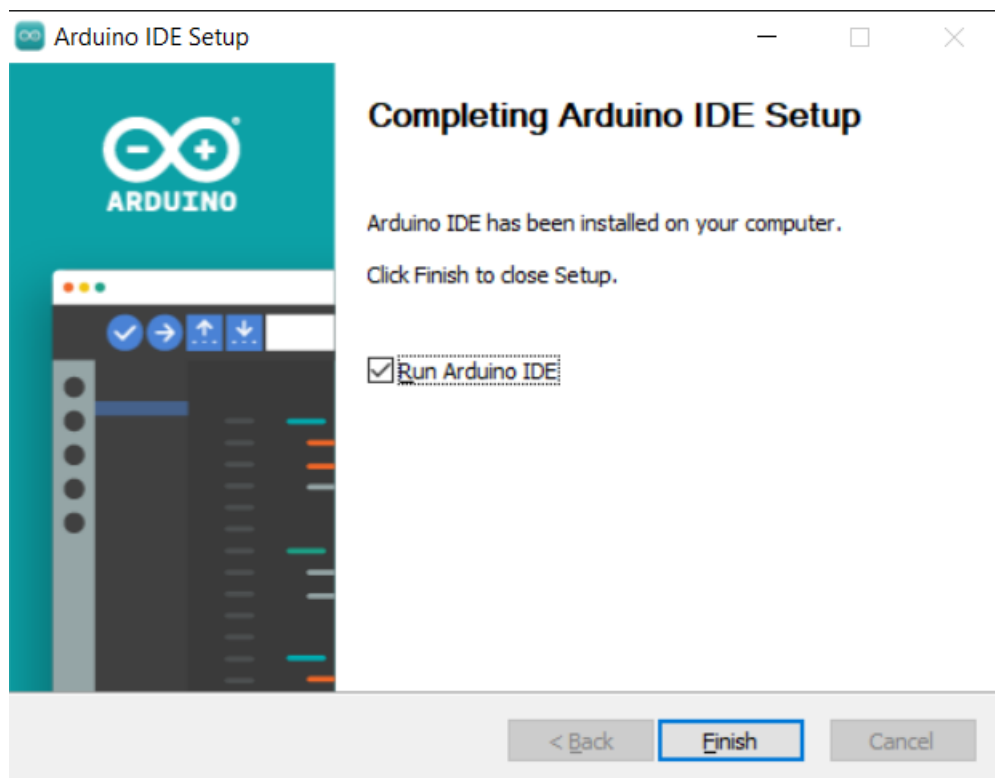 Arduino IDE Setup
ARDUINO
Completing Arduino IDE Setup
Arduino IDE has been installed on your computer.
Click Finish to close Setup.
Run Arduino IDE
< Back
Finish
Cancel